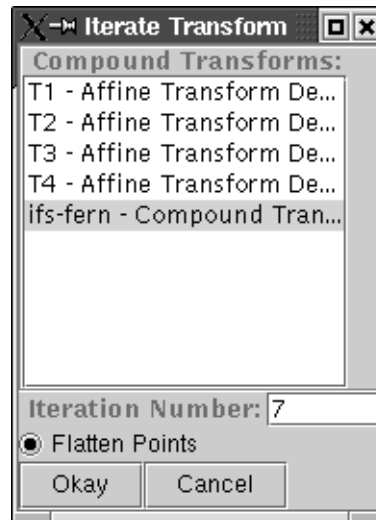 Iterate Transform
Compound Transforms:
T1 - Affine Transform De...
T2 - Affine Transform De...
T3 - Affine Transform De...
T4 - Affine Transform De...
ifs-fern - Compound Tran...
Iteration Number: 7
Flatten Points
Okay Cancel